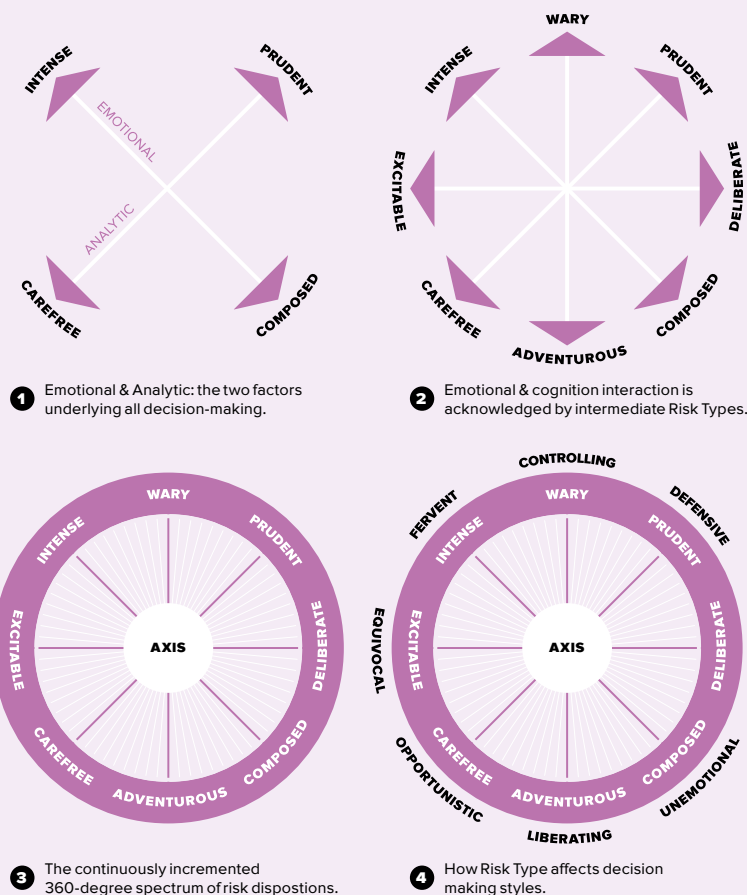 INTENSE
PRUDENT
EMOTIONAL
ANALYTIC
CAREFREE
COMPOSED
1 Emotional & Analytic: the two factors
underlying all decision-making.
WARY
INTENSE
PRUDENT
EXCITABLE
DELIBERATE
CAREFREE
COMPOSED
ADVENTUROUS
2 Emotional & cognition interaction is
acknowledged by intermediate Risk Types.
WARY
INTENSE
PRUDENT
EXCITABLE
AXIS
DELIBERATE
CAREFREE
COMPOSED
ADVENTUROUS
3 The continuously incremented
360-degree spectrum of risk dispostions.
CONTROLLING
FERVENT
DEFENSIVE
WARY
INTENSE
PRUDENT
EQUIVOCAL
EXCITABLE
AXIS
DELIBERATE
CAREFREE
COMPOSED
ADVENTUROUS
OPPORTUNISTIC
UNEMOTIONAL
LIBERATING
4 How Risk Type affects decision
making styles.